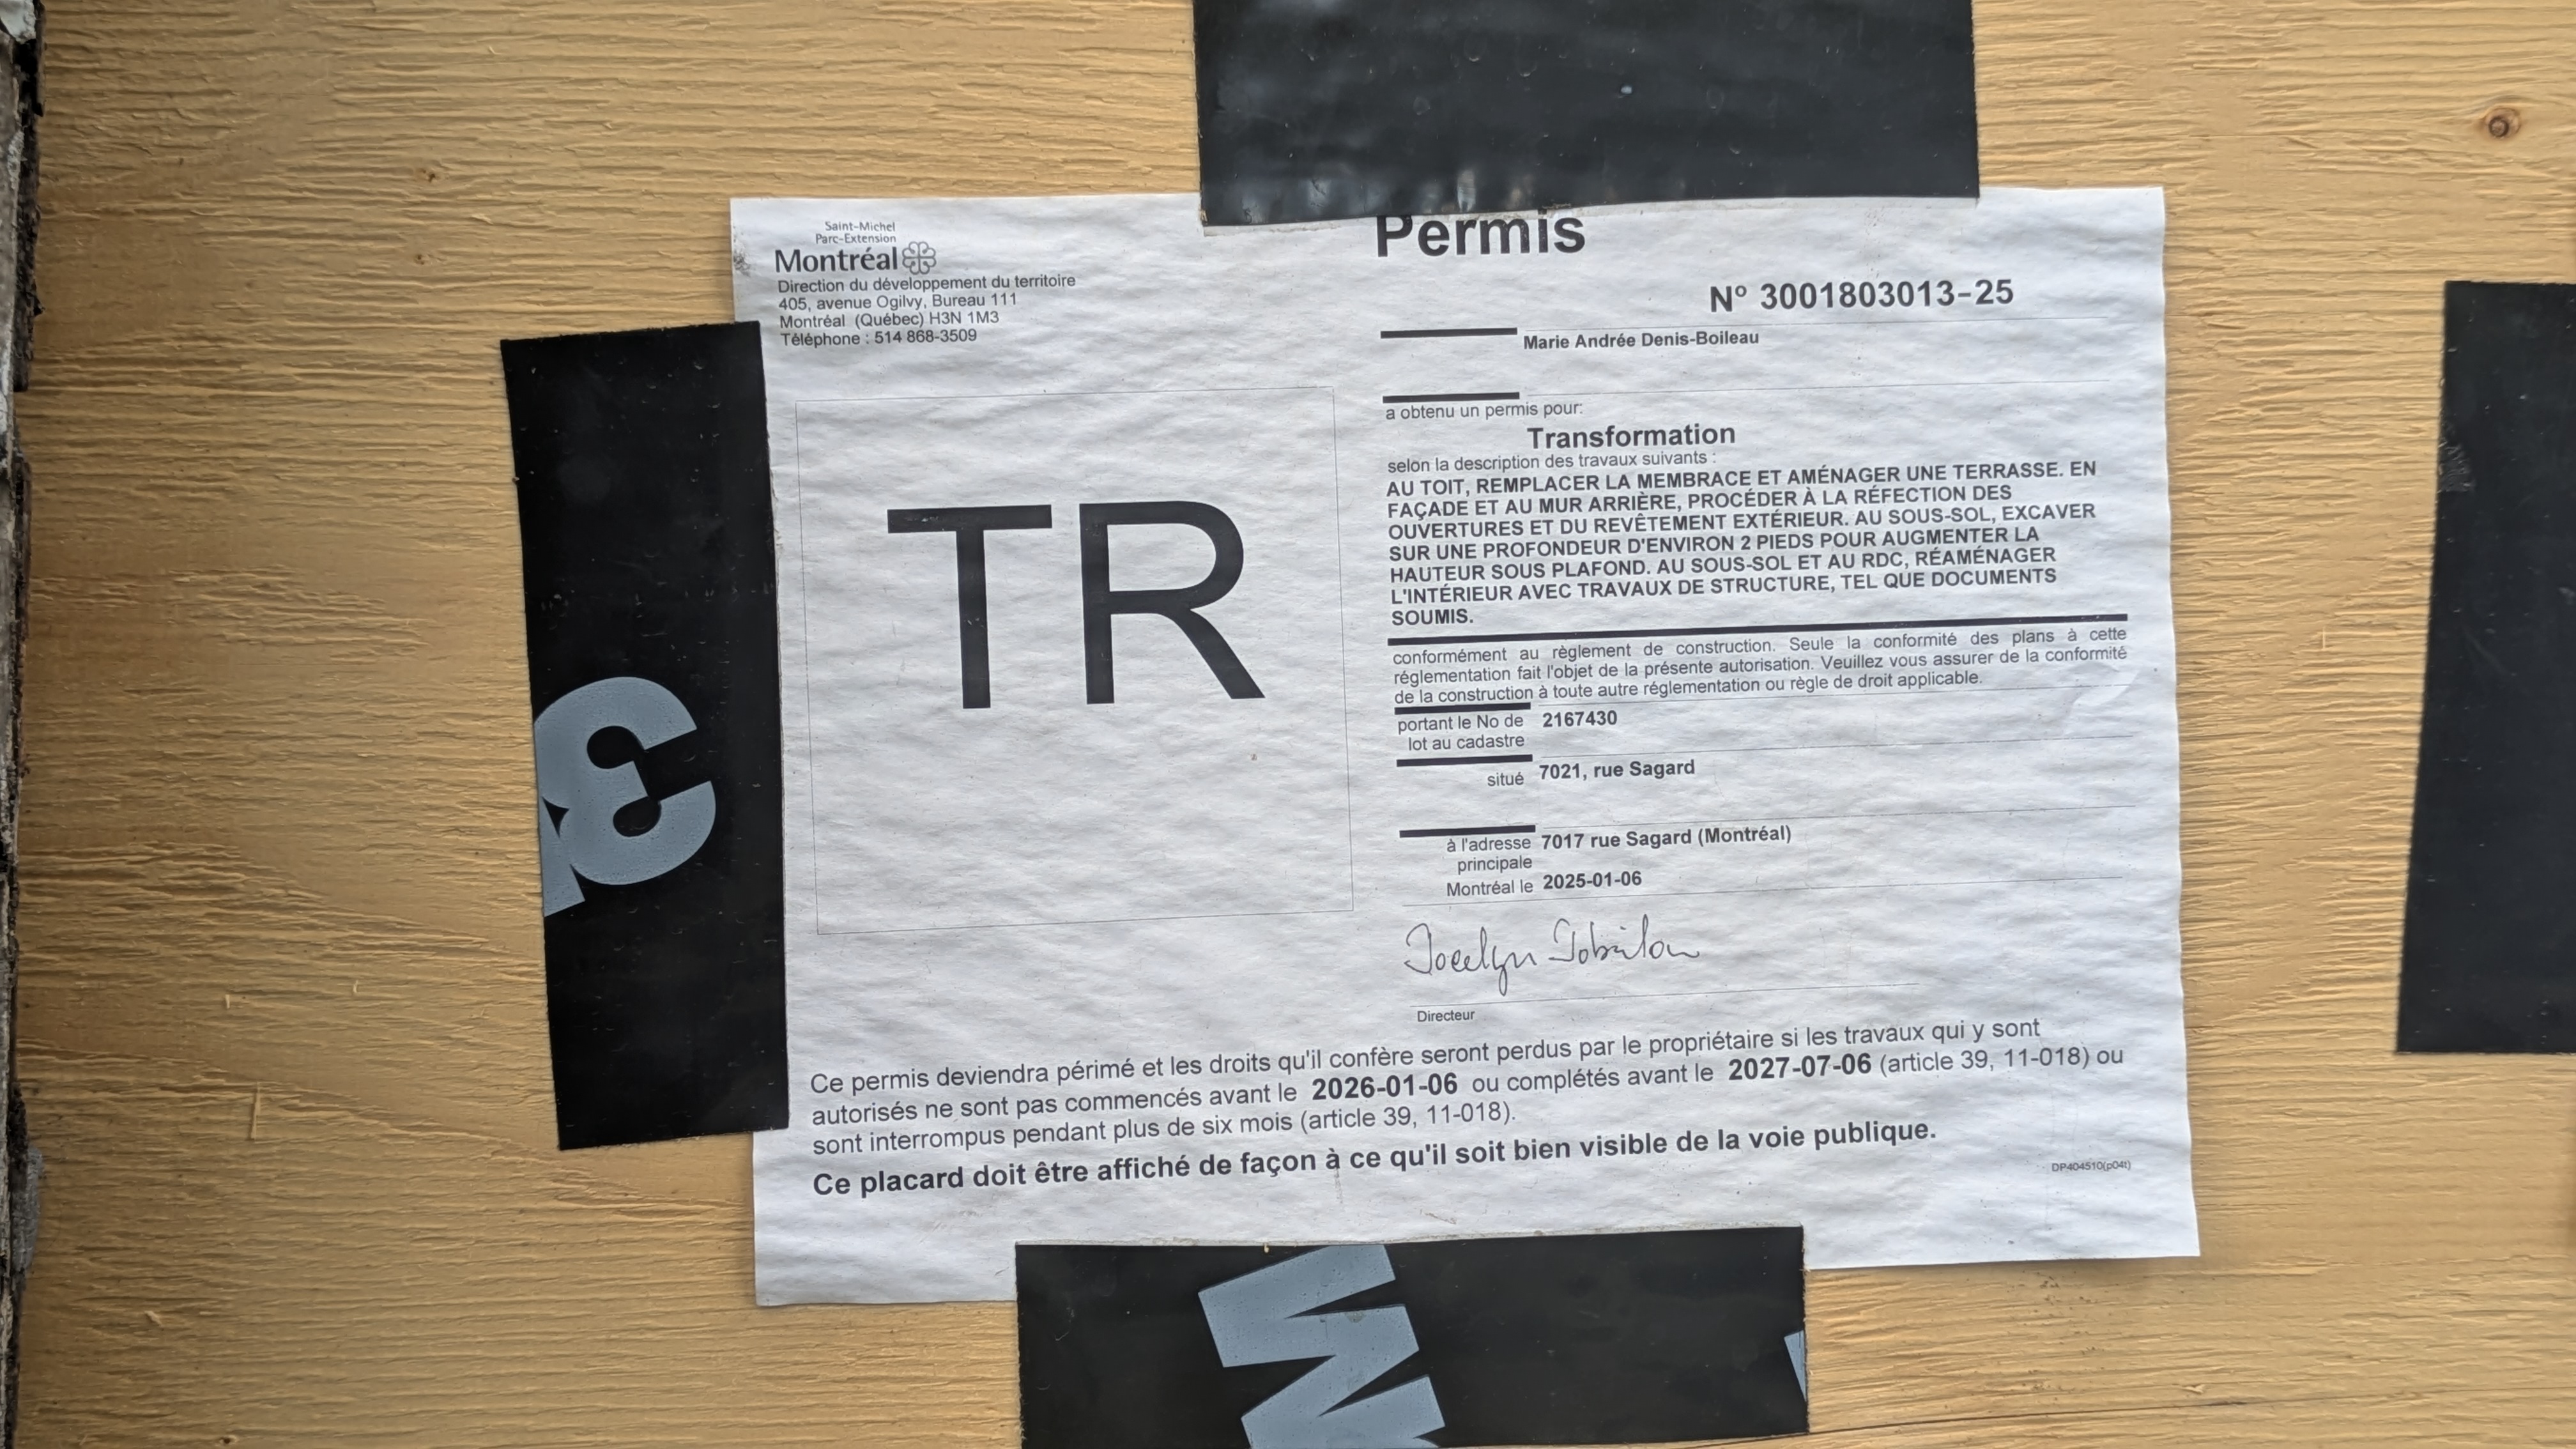 Saint-Michel
Parc-Extension
Montréal
Direction du développement du territoire
405, avenue Ogilvy, Bureau 111
Montréal (Québec) H3N 1M3
Téléphone : 514 868-3509
TR
Permis
N° 3001803013-25
Marie Andrée Denis-Boileau
a obtenu un permis pour:
Transformation
selon la description des travaux suivants :
AU TOIT, REMPLACER LA MEMBRACE ET AMÉNAGER UNE TERRASSE. EN
FAÇADE ET AU MUR ARRIÈRE, PROCÉDER À LA RÉFECTION DES
OUVERTURES ET DU REVÊTEMENT EXTÉRIEUR. AU SOUS-SOL, EXCAVER
SUR UNE PROFONDEUR D'ENVIRON 2 PIEDS POUR AUGMENTER LA
HAUTEUR SOUS PLAFOND. AU SOUS-SOL ET AU RDC, RÉAMÉNAGER
L'INTÉRIEUR AVEC TRAVAUX DE STRUCTURE, TEL QUE DOCUMENTS
SOUMIS.
conformément au règlement de construction. Seule la conformité des plans à cette
réglementation fait l'objet de la présente autorisation. Veuillez vous assurer de la conformité
de la construction à toute autre réglementation ou règle de droit applicable.
portant le No de 2167430
lot au cadastre
situé 7021, rue Sagard
à l'adresse 7017 rue Sagard (Montréal)
principale
Montréal le 2025-01-06
Jocelyn
Directeur
Ce permis deviendra périmé et les droits qu'il confère seront perdus par le propriétaire si les travaux qui y sont
autorisés ne sont pas commencés avant le 2026-01-06 ou complétés avant le 2027-07-06 (article 39, 11-018) ou
sont interrompus pendant plus de six mois (article 39, 11-018).
Ce placard doit être affiché de façon à ce qu'il soit bien visible de la voie publique.
DP404510(p04t)